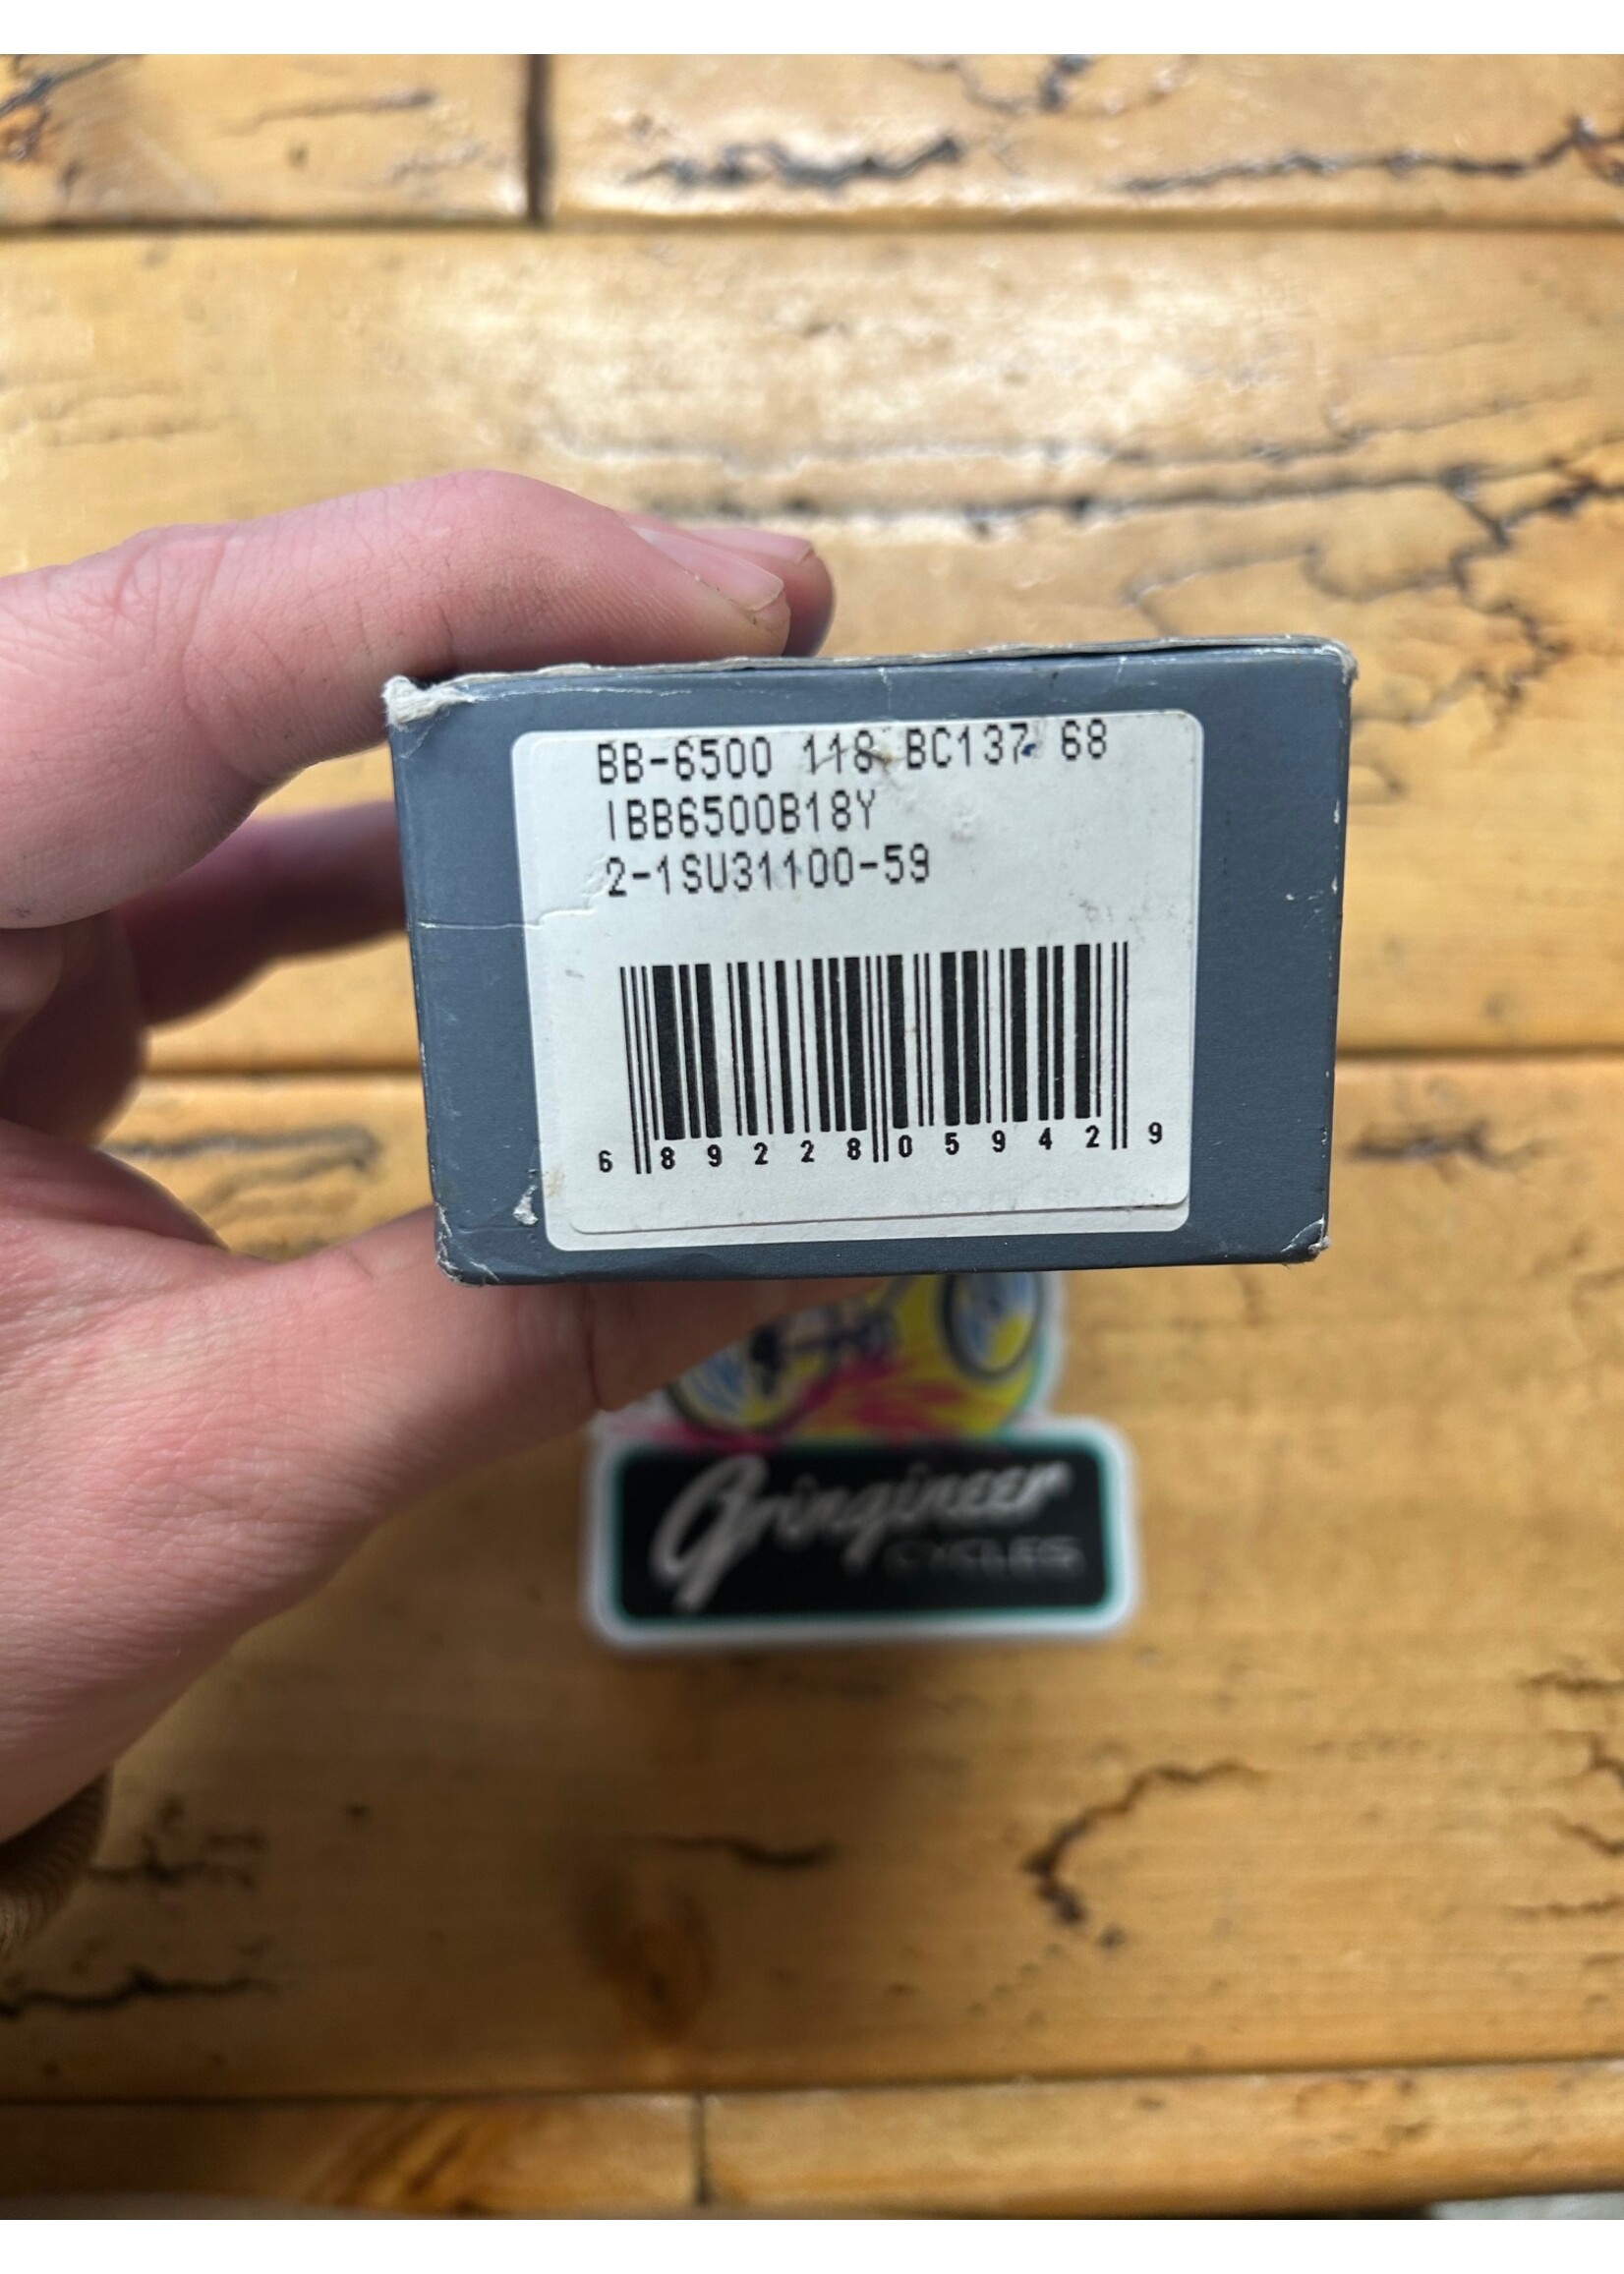 BB-6500 118 BC137 68
IBB6500B18Y
2-1SU31100-59
6 89228 05942 9
Gringineer
CYCLES